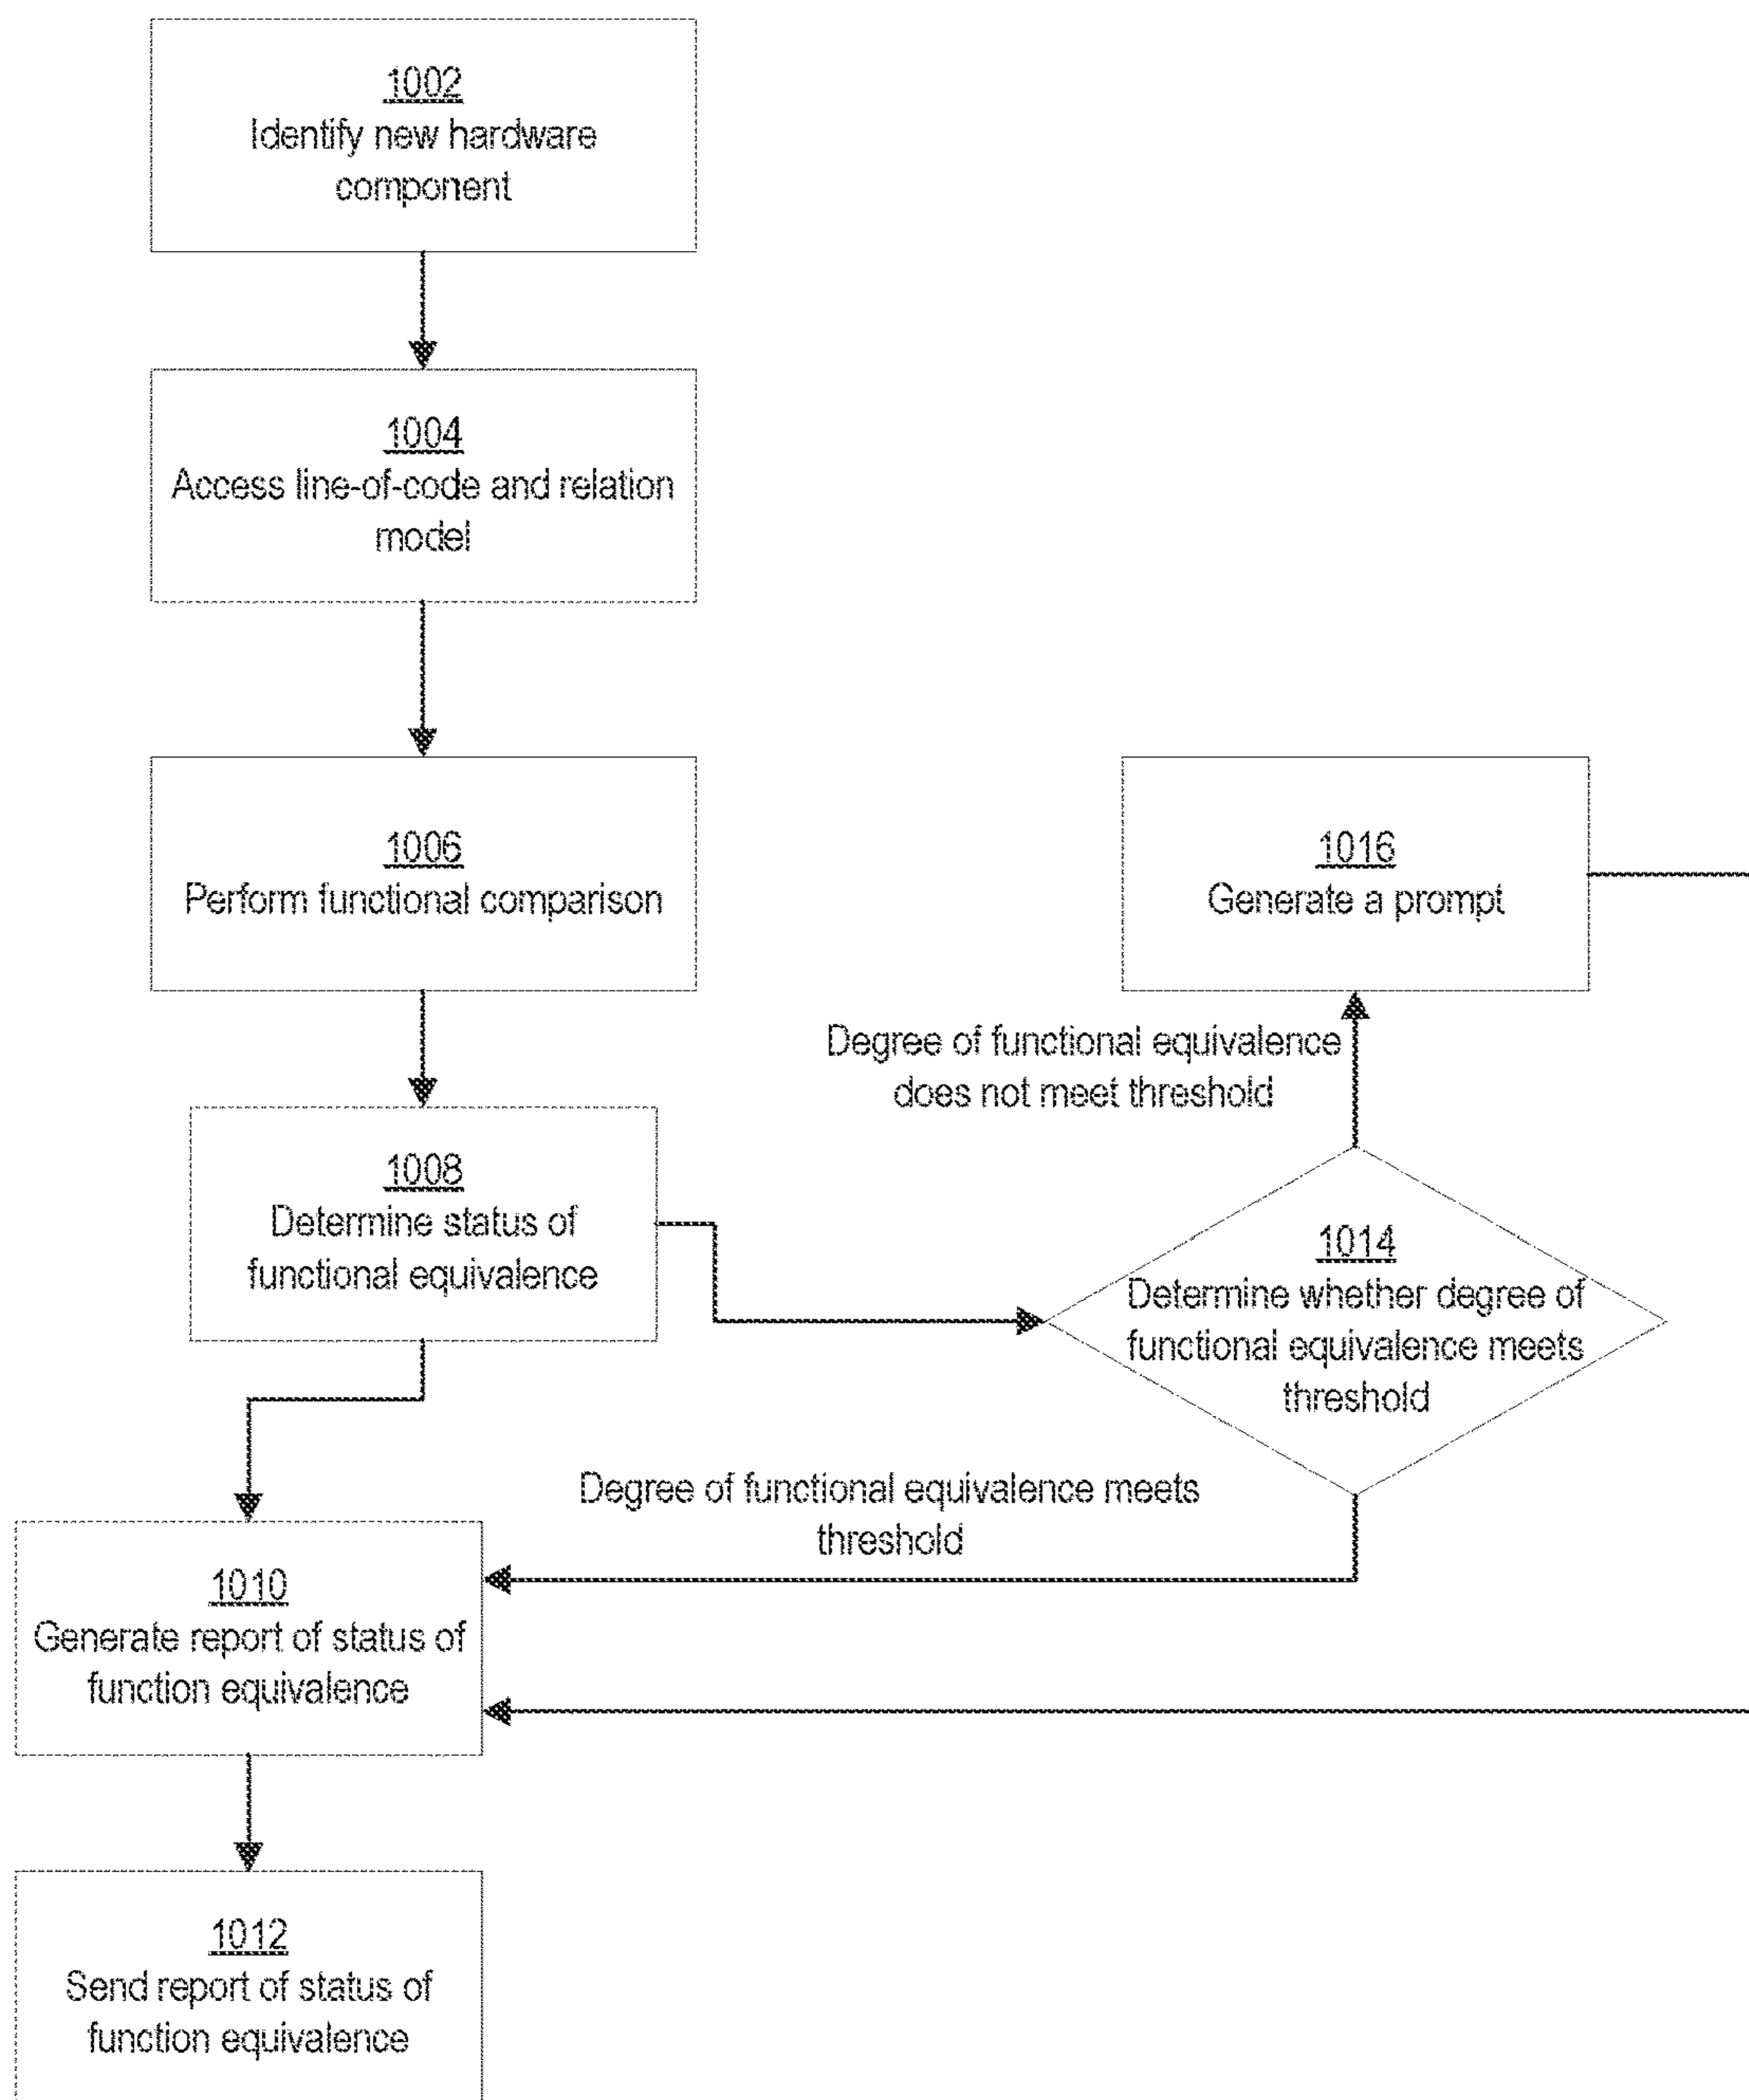 1002
Identify new hardware
component
1004
Access line-of-code and relation
model
1006
Perform functional comparison
1016
Generate a prompt
Degree of functional equivalence
does not meet threshold
1008
Determine status of
functional equivalence
1014
Determine whether degree of
functional equivalence meets
threshold
Degree of functional equivalence meets
threshold
1010
Generate report of status of
function equivalence
1012
Send report of status of
function equivalence